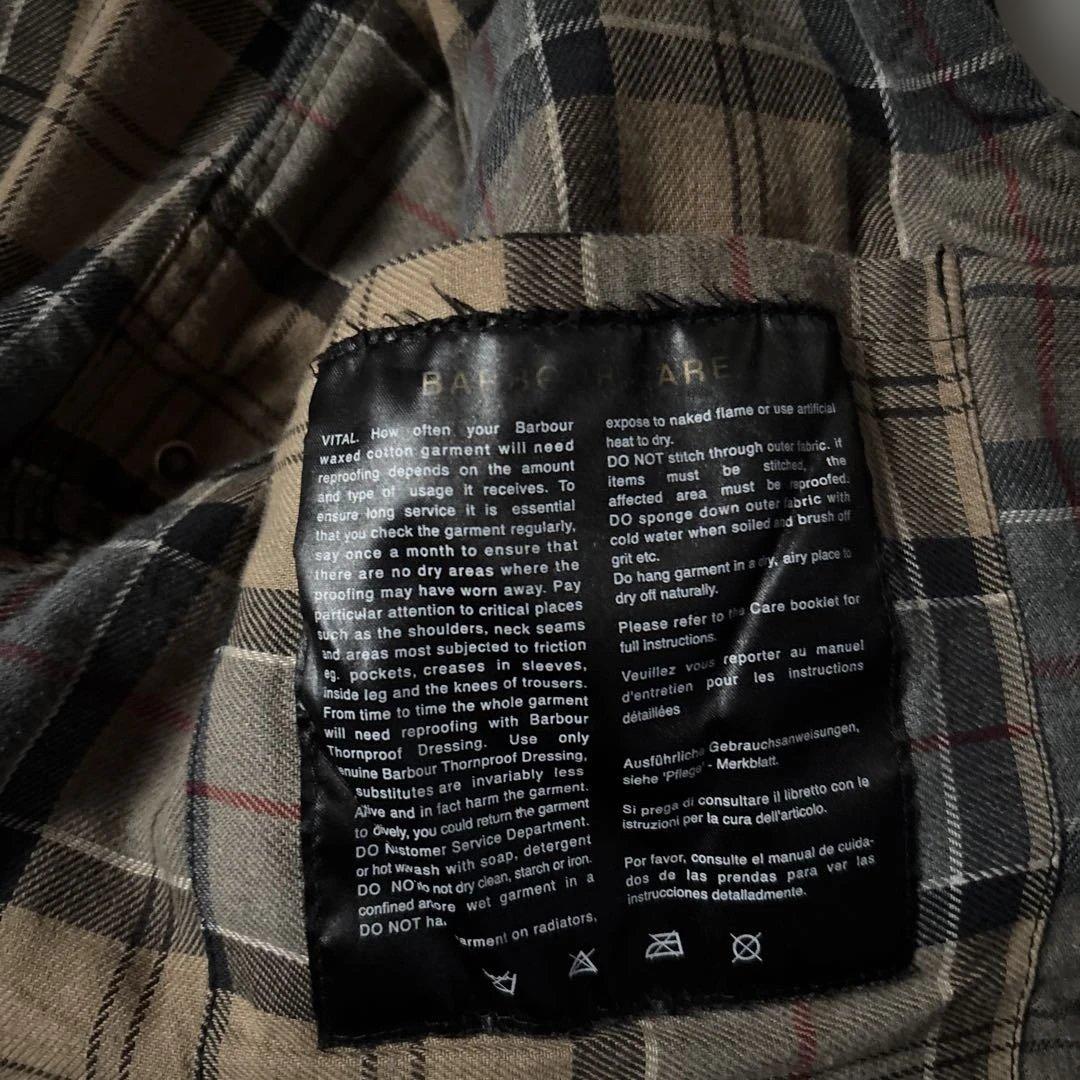 BARBOUR CARE
VITAL. How often your Barbour
waxed cotton garment will need
reproofing depends on the amount
and type of usage it receives. To
ensure long service it is essential
that you check the garment regularly,
say once a month to ensure that
there are no dry areas where the
proofing may have worn away. Pay
particular attention to critical places
such as the shoulders, neck seams
and areas most subjected to friction
eg. pockets, creases in sleeves,
inside leg and the knees of trousers.
From time to time the whole garment
will need reproofing with Barbour
Thornproof Dressing. Use only
enuine Barbour Thornproof Dressing,
substitutes are invariably less
and in fact harm the garment.
you could return the garment
to Service Department.
DO with soap, detergent
or hot
DO not dry clean, starch or iron.
confined wet garment in a
DO NOT
arment on radiators,
expose to naked flame or use artificial
heat to dry.
DO NOT stitch through outer fabric. If
items must be stitched, the
affected area must be reproofed.
DO sponge down outer fabric with
cold water when soiled and brush off
grit etc.
Do hang garment in a dry, airy place to
dry off naturally.
Please refer to the Care booklet for
full instructions.
Veuillez vous reporter au manuel
d'entretien pour les instructions
détaillées
Ausführliche Gebrauchsanweisungen,
siehe 'Pflege' - Merkblatt.
Si prega di consultare il libretto con le
istruzioni per la cura dell'articolo.
Por favor, consulte el manual de cuida-
dos de las prendas para ver las
instrucciones detalladmente.